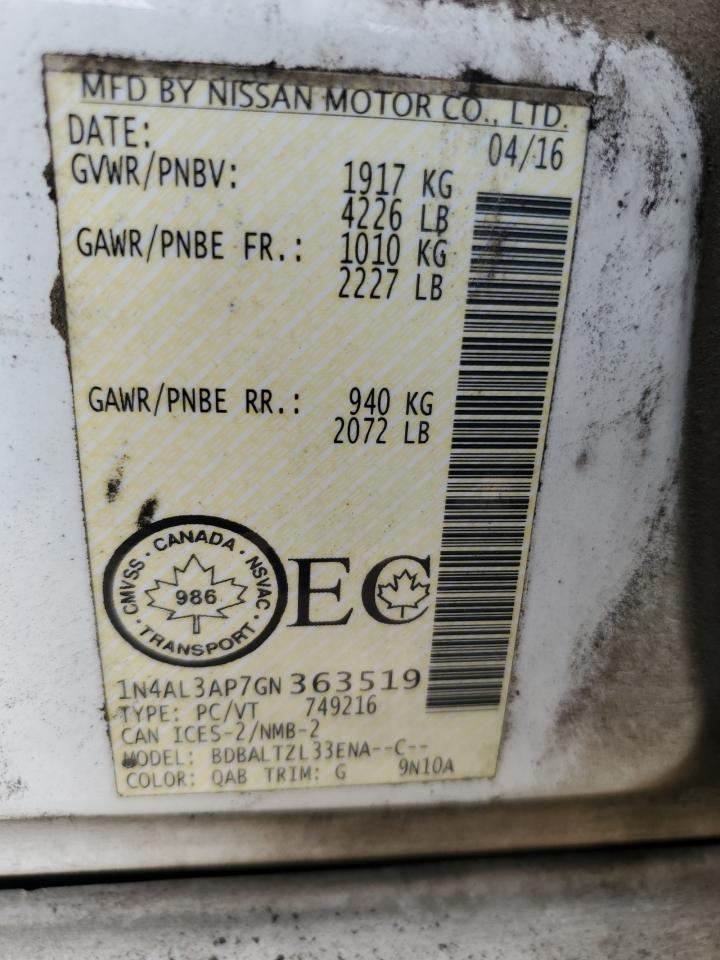 MFD BY NISSAN MOTOR CO., LTD.
DATE: 04/16
GVWR/PNBV: 1917 KG
4226 LB
GAWR/PNBE FR.: 1010 KG
2227 LB
GAWR/PNBE RR.: 940 KG
2072 LB
CMVSS · CANADA · NSVAC · TRANSPORT ·
986
EC
1N4AL3AP7GN 363519
TYPE: PC/VT 749216
CAN ICES-2/NMB-2
MODEL: BDBALTZL33ENA--C--
COLOR: QAB TRIM: G 9N10A